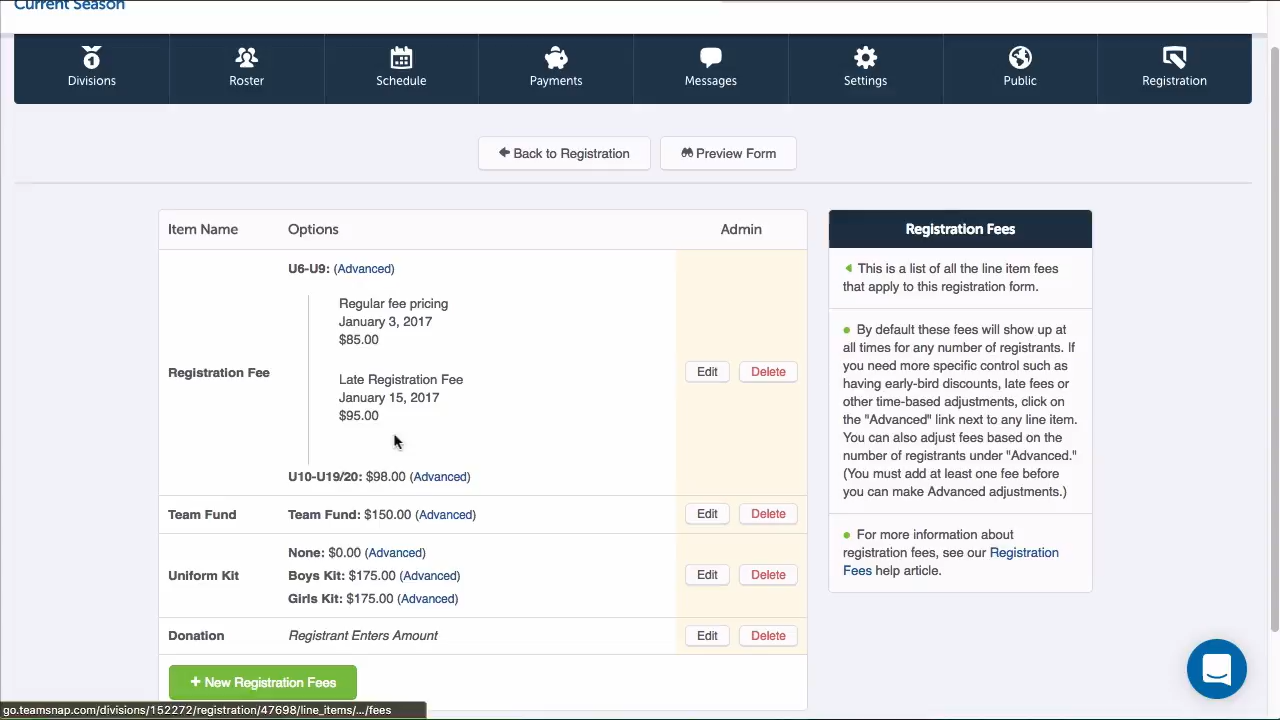 Current Season
Divisions
Roster
Schedule
Payments
Messages
Settings
Public
Registration
Back to Registration
Preview Form
Item Name
Options
Admin
U6-U9: (Advanced)
Regular fee pricing
January 3, 2017
$85.00
Late Registration Fee
January 15, 2017
$95.00
Registration Fee
Edit
Delete
U10-U19/20: $98.00 (Advanced)
Team Fund
Team Fund: $150.00 (Advanced)
Edit
Delete
Uniform Kit
None: $0.00 (Advanced)
Boys Kit: $175.00 (Advanced)
Girls Kit: $175.00 (Advanced)
Edit
Delete
Donation
Registrant Enters Amount
Edit
Delete
+ New Registration Fees
Registration Fees
This is a list of all the line item fees
that apply to this registration form.
By default these fees will show up at
all times for any number of registrants. If
you need more specific control such as
having early-bird discounts, late fees or
other time-based adjustments, click on
the "Advanced" link next to any line item.
You can also adjust fees based on the
number of registrants under "Advanced."
(You must add at least one fee before
you can make Advanced adjustments.)
For more information about
registration fees, see our Registration
Fees help article.
go.teamsnap.com/divisions/152272/registration/47698/line_items/.../fees